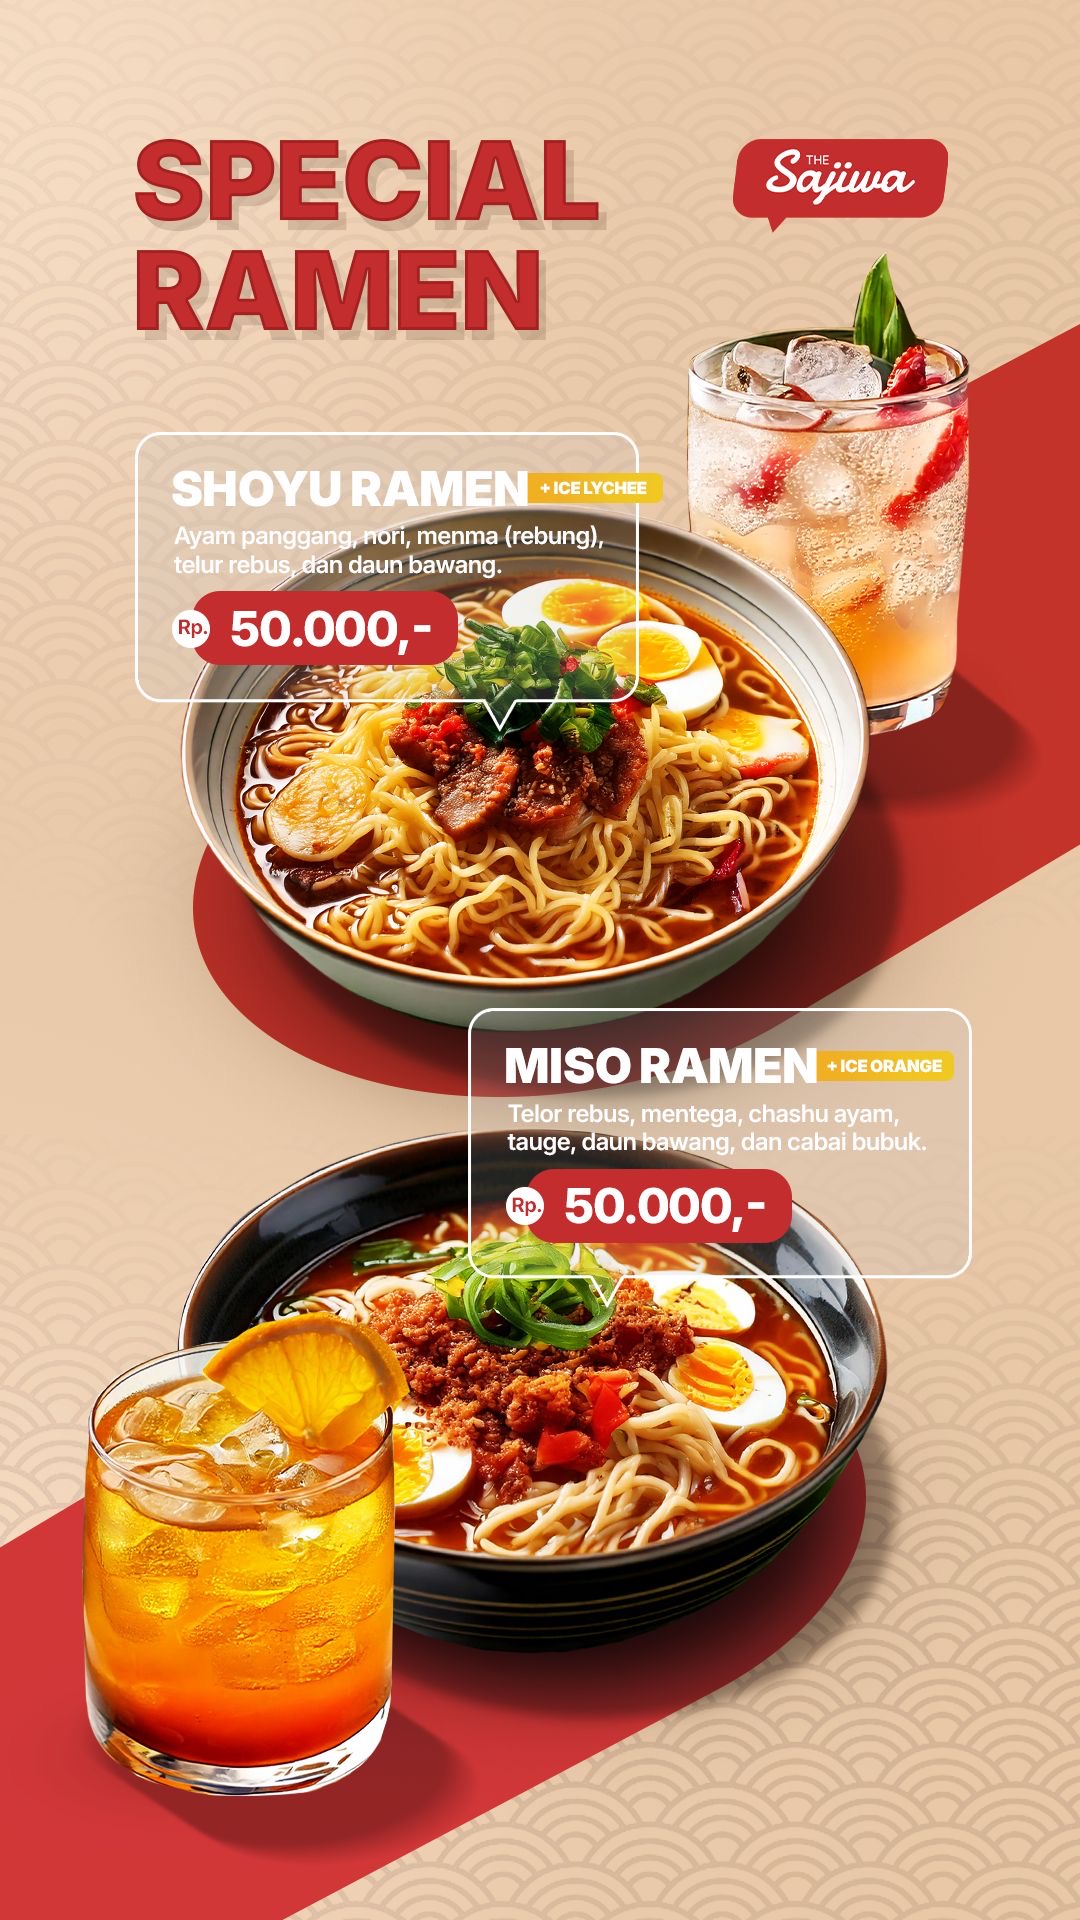 SPECIAL
RAMEN
THE
Sajiwa
SHOYU RAMEN + ICE LYCHEE
Ayam panggang, nori, menma (rebung),
telur rebus, dan daun bawang.
Rp. 50.000,-
MISO RAMEN + ICE ORANGE
Telor rebus, mentega, chashu ayam,
tauge, daun bawang, dan cabai bubuk.
Rp. 50.000,-